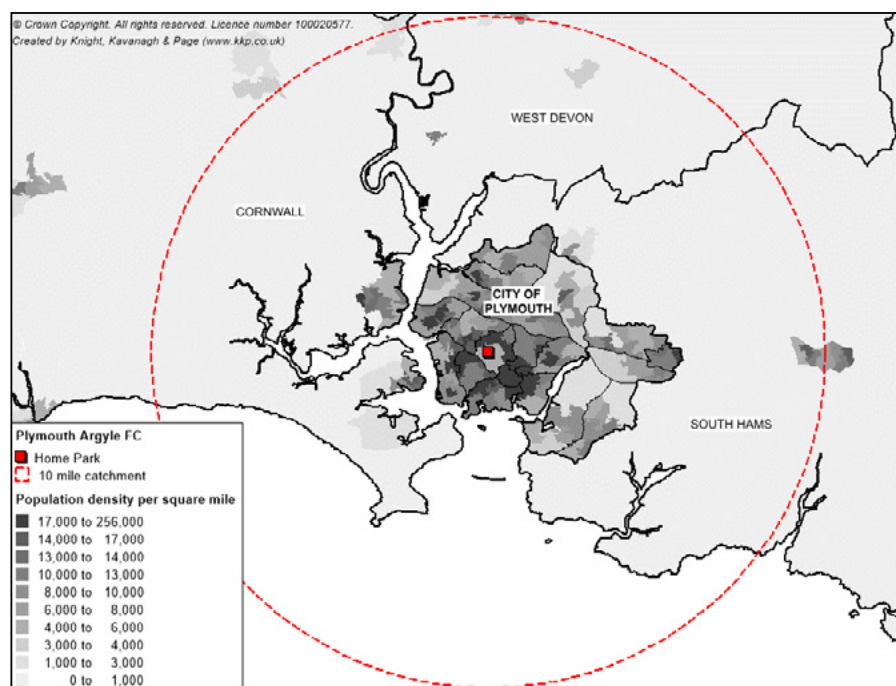 © Crown Copyright. All rights reserved. Licence number 100020577.
Created by Knight, Kavanagh & Page (www.kkp.co.uk)
WEST DEVON
CORNWALL
CITY OF
PLYMOUTH
SOUTH HAMS
Plymouth Argyle FC
Home Park
10 mile catchment
Population density per square mile
17,000 to 256,000
14,000 to 17,000
13,000 to 14,000
10,000 to 13,000
8,000 to 10,000
6,000 to 8,000
4,000 to 6,000
3,000 to 4,000
1,000 to 3,000
0 to 1,000